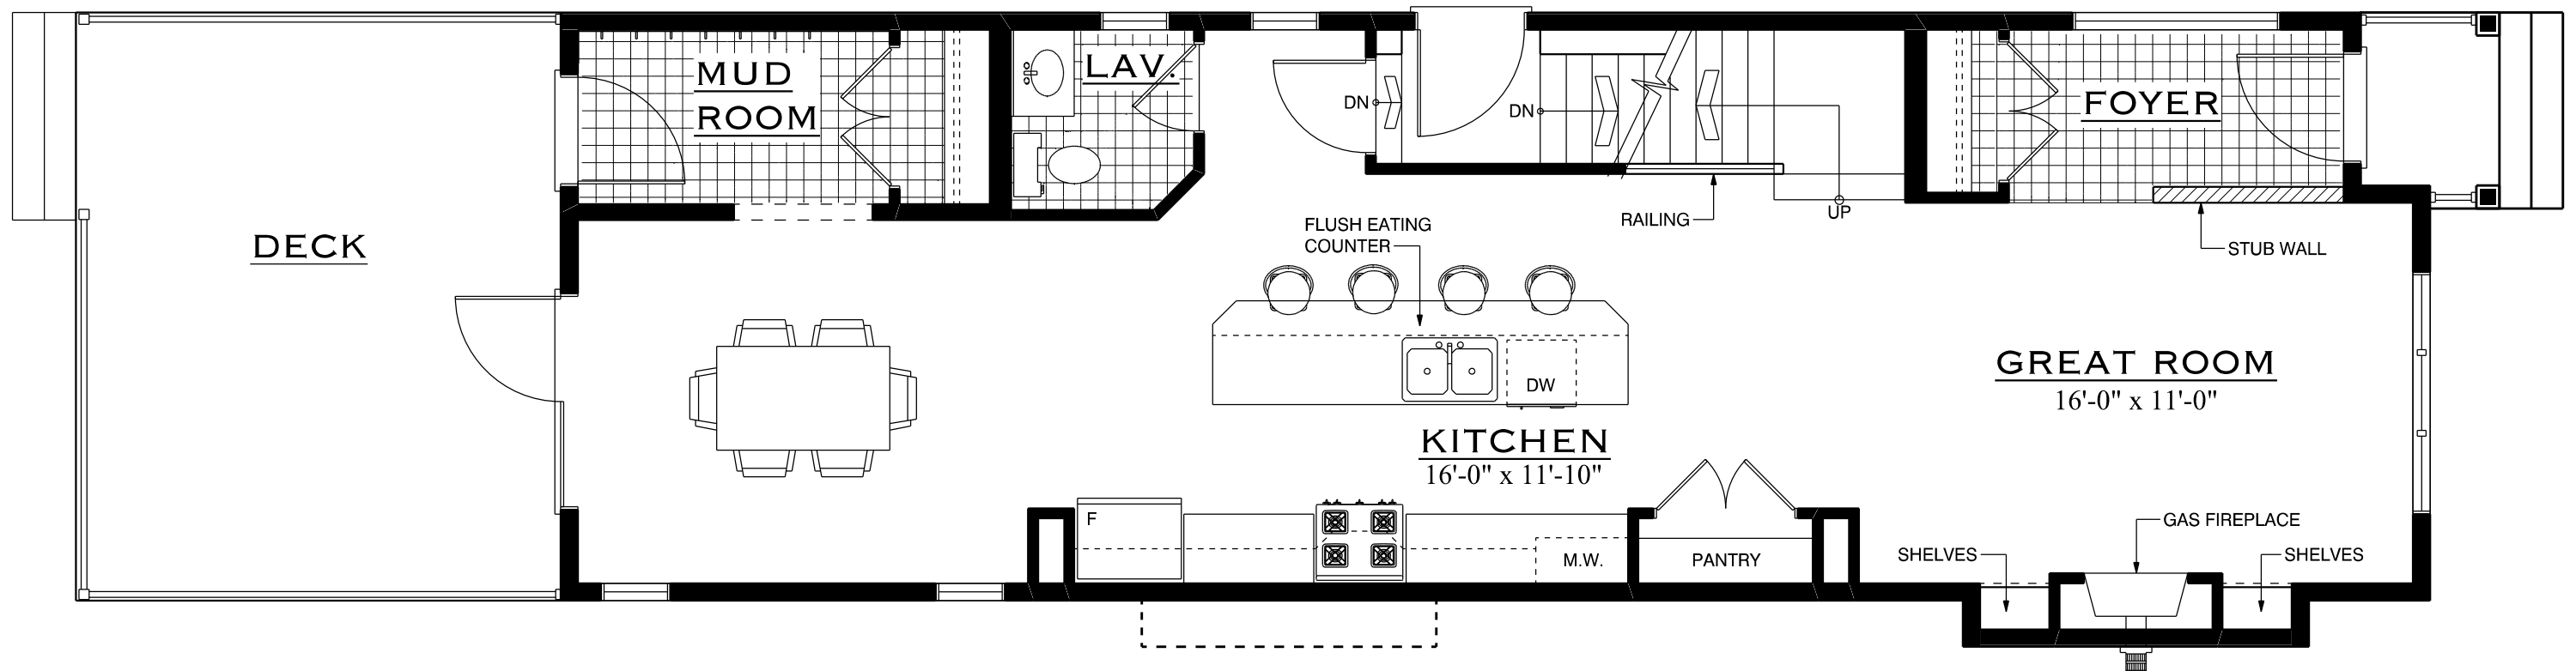 MUD
ROOM
LAV.
DN
DN
FOYER
UP
RAILING
STUB WALL
DECK
FLUSH EATING
COUNTER
DW
GREAT ROOM
16'-0" x 11'-0"
KITCHEN
16'-0" x 11'-10"
F
M.W.
PANTRY
GAS FIREPLACE
SHELVES
SHELVES